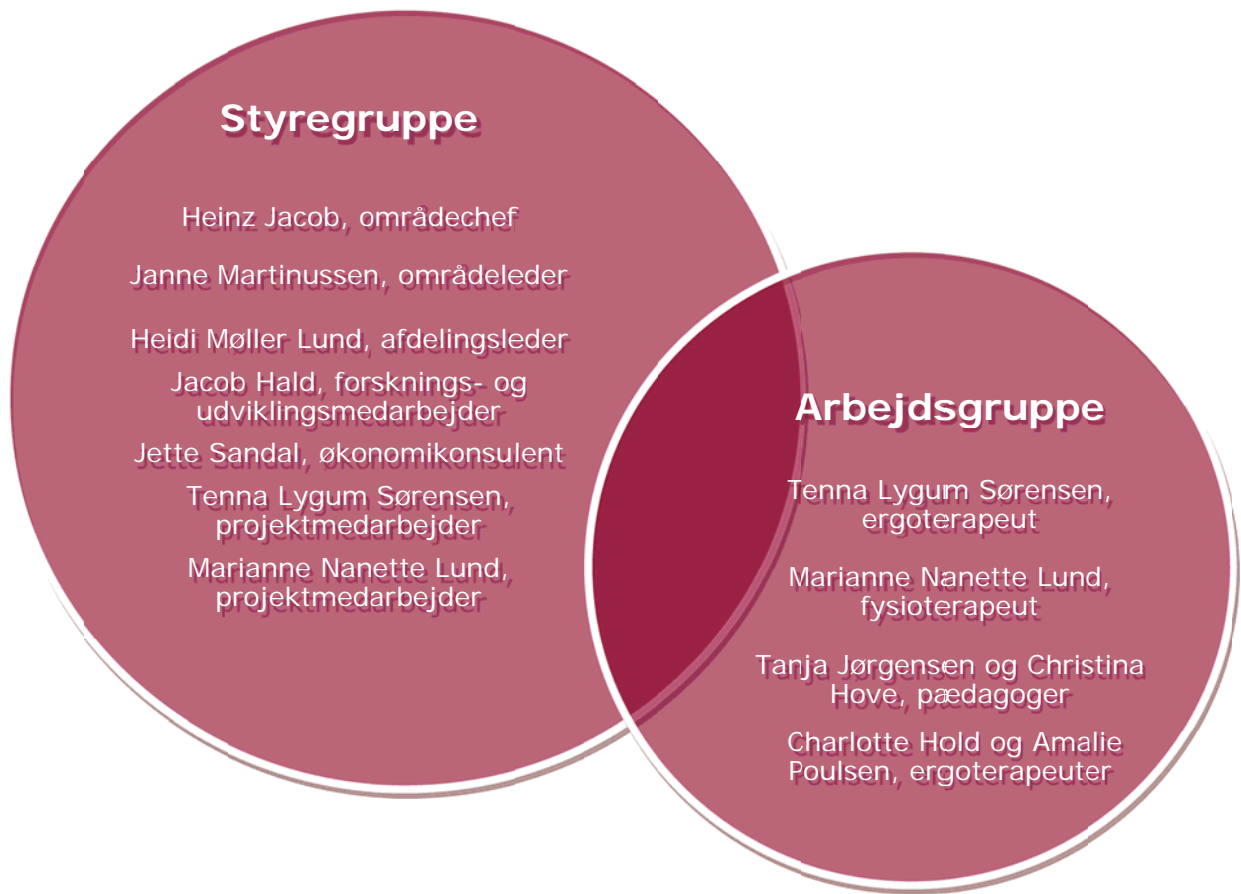 Styregruppe
Heinz Jacob, områdechef
Janne Martinussen, områdeleder
Heidi Møller Lund, afdelingsleder
Jacob Hald, forsknings- og
udviklingsmedarbejder
Jette Sandal, økonomikonsulent
Tenna Lygum Sørensen,
projektmedarbejder
Marianne Nanette Lund,
projektmedarbejder
Arbejdsgruppe
Tenna Lygum Sørensen,
ergoterapeut
Marianne Nanette Lund,
fysioterapeut
Tanja Jørgensen og Christina
Hove, pædagoger
Charlotte Hold og Amalie
Poulsen, ergoterapeuter